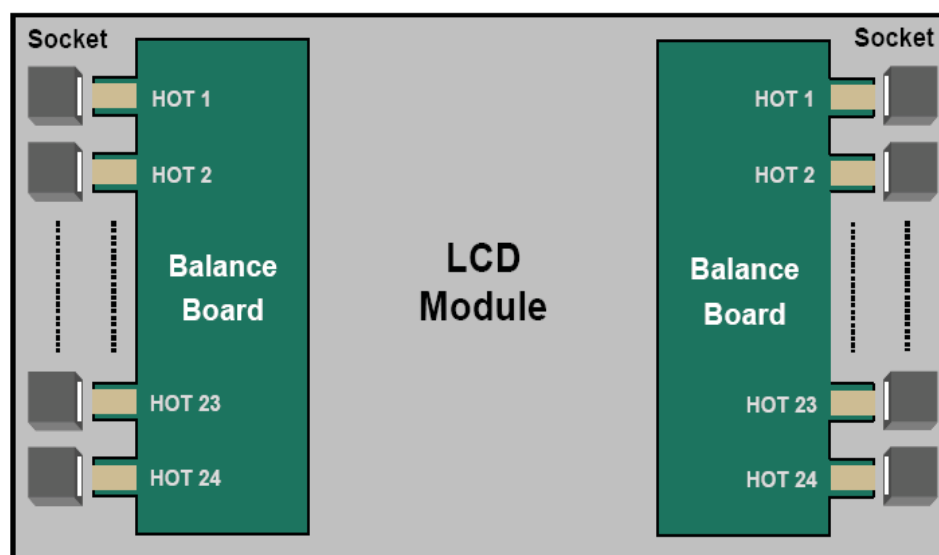 Socket
Socket
HOT 1
HOT 1
HOT 2
HOT 2
Balance
Board
LCD
Module
Balance
Board
HOT 23
HOT 23
HOT 24
HOT 24